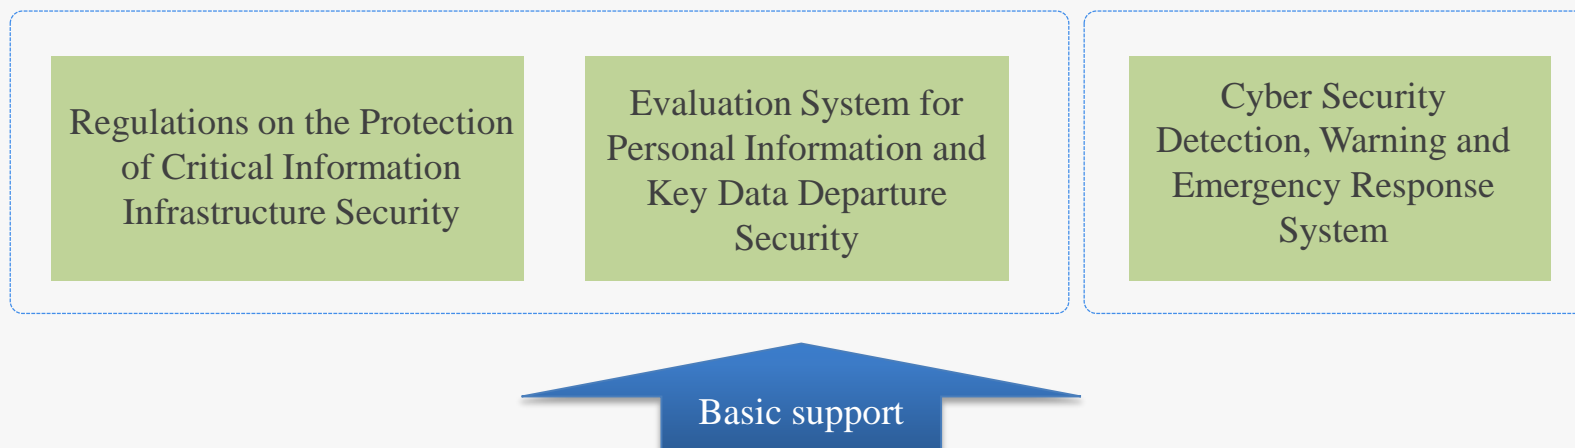 Regulations on the Protection
of Critical Information
Infrastructure Security
Evaluation System for
Personal Information and
Key Data Departure
Security
Cyber Security
Detection, Warning and
Emergency Response
System
Basic support